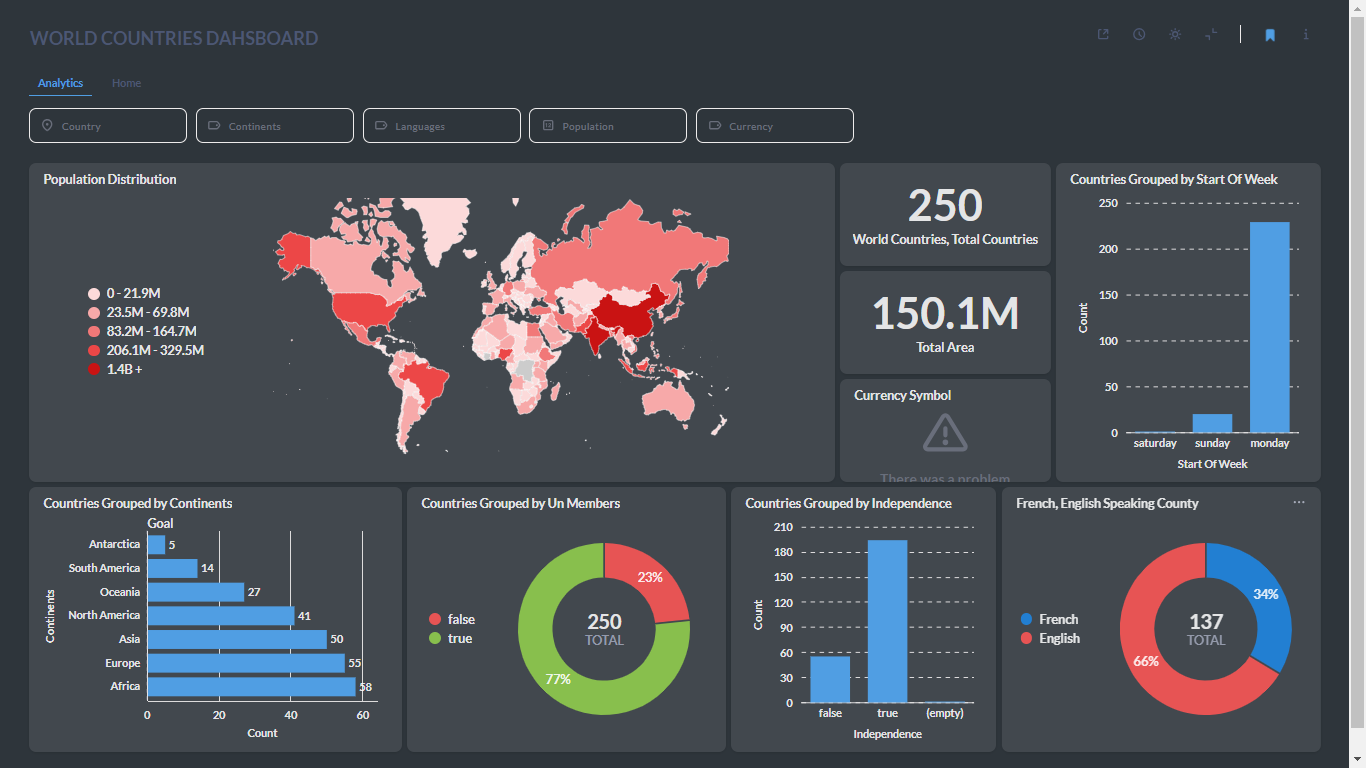 WORLD COUNTRIES DAHSBOARD
Analytics
Home
Country
Continents
Languages
Population
Currency
Population Distribution
0 - 21.9M
23.5M - 69.8M
83.2M - 164.7M
206.1M - 329.5M
1.4B +
250
World Countries, Total Countries
150.1M
Total Area
Currency Symbol
There was a problem
Countries Grouped by Start Of Week
250
200
150
100
50
0
Count
saturday
sunday
monday
Start Of Week
Countries Grouped by Continents
Goal
Continents
Antarctica 5
South America 14
Oceania 27
North America 41
Asia 50
Europe 55
Africa 58
0 20 40 60
Count
Countries Grouped by Un Members
false
true
23%
250
TOTAL
77%
Countries Grouped by Independence
210
180
150
120
90
60
30
0
Count
false
true
(empty)
Independence
French, English Speaking County
French
English
34%
137
TOTAL
66%